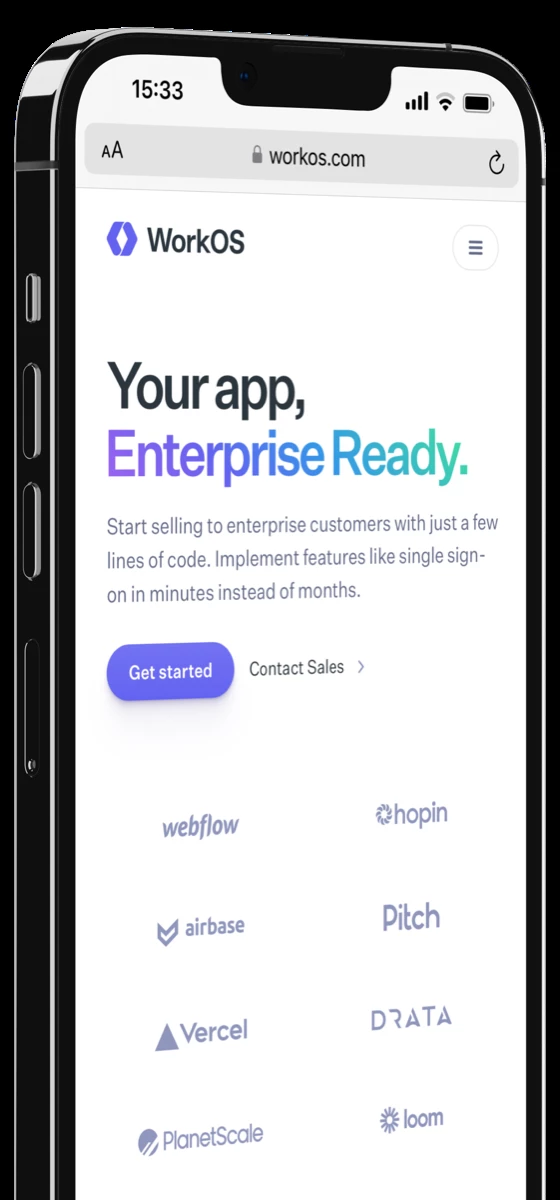 15:33
AA
workos.com
WorkOS
Your app,
Enterprise Ready.
Start selling to enterprise customers with just a few
lines of code. Implement features like single sign-
on in minutes instead of months.
Get started Contact Sales
webflow hopin
airbase Pitch
Vercel DRATA
PlanetScale loom